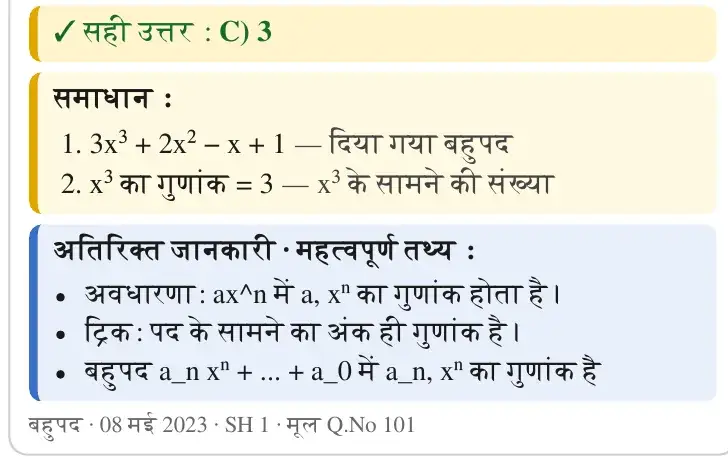 ✓ सही उत्तर : C) 3
समाधान :
1. 3x³ + 2x² – x + 1 — दिया गया बहुपद
2. x³ का गुणांक = 3 — x³ के सामने की संख्या
अतिरिक्त जानकारी · महत्वपूर्ण तथ्य :
• अवधारणा : ax^n में a, xⁿ का गुणांक होता है।
• ट्रिक : पद के सामने का अंक ही गुणांक है।
• बहुपद a_n xⁿ + ... + a_0 में a_n, xⁿ का गुणांक है
बहुपद · 08 मई 2023 · SH 1 · मूल Q.No 101